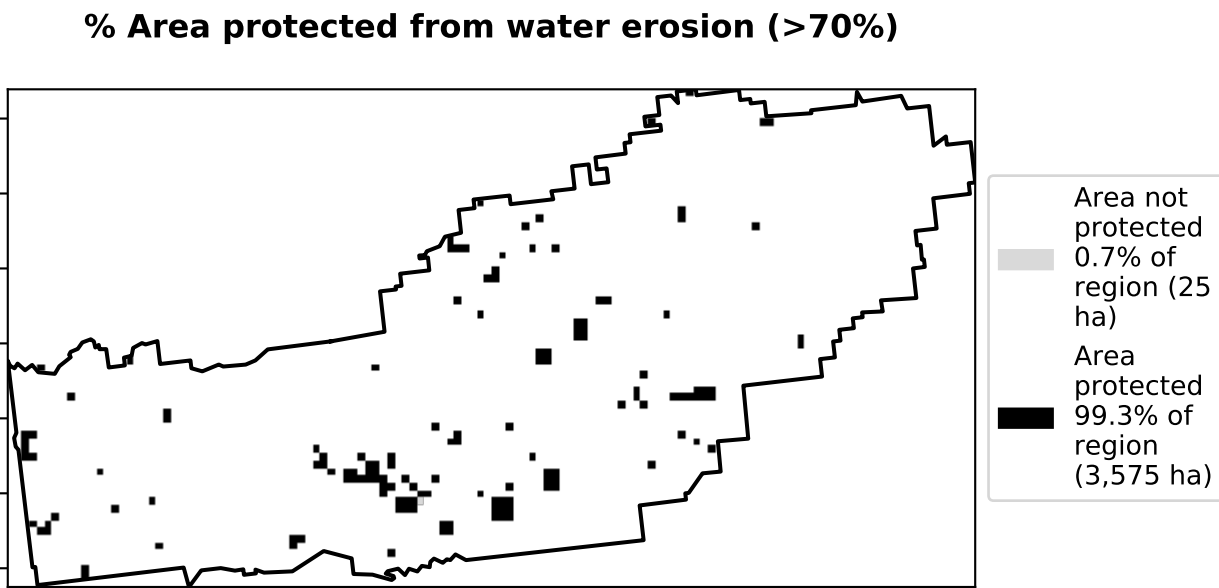 % Area protected from water erosion (>70%)
Area not
protected
0.7% of
region (25
ha)
Area
protected
99.3% of
region
(3,575 ha)